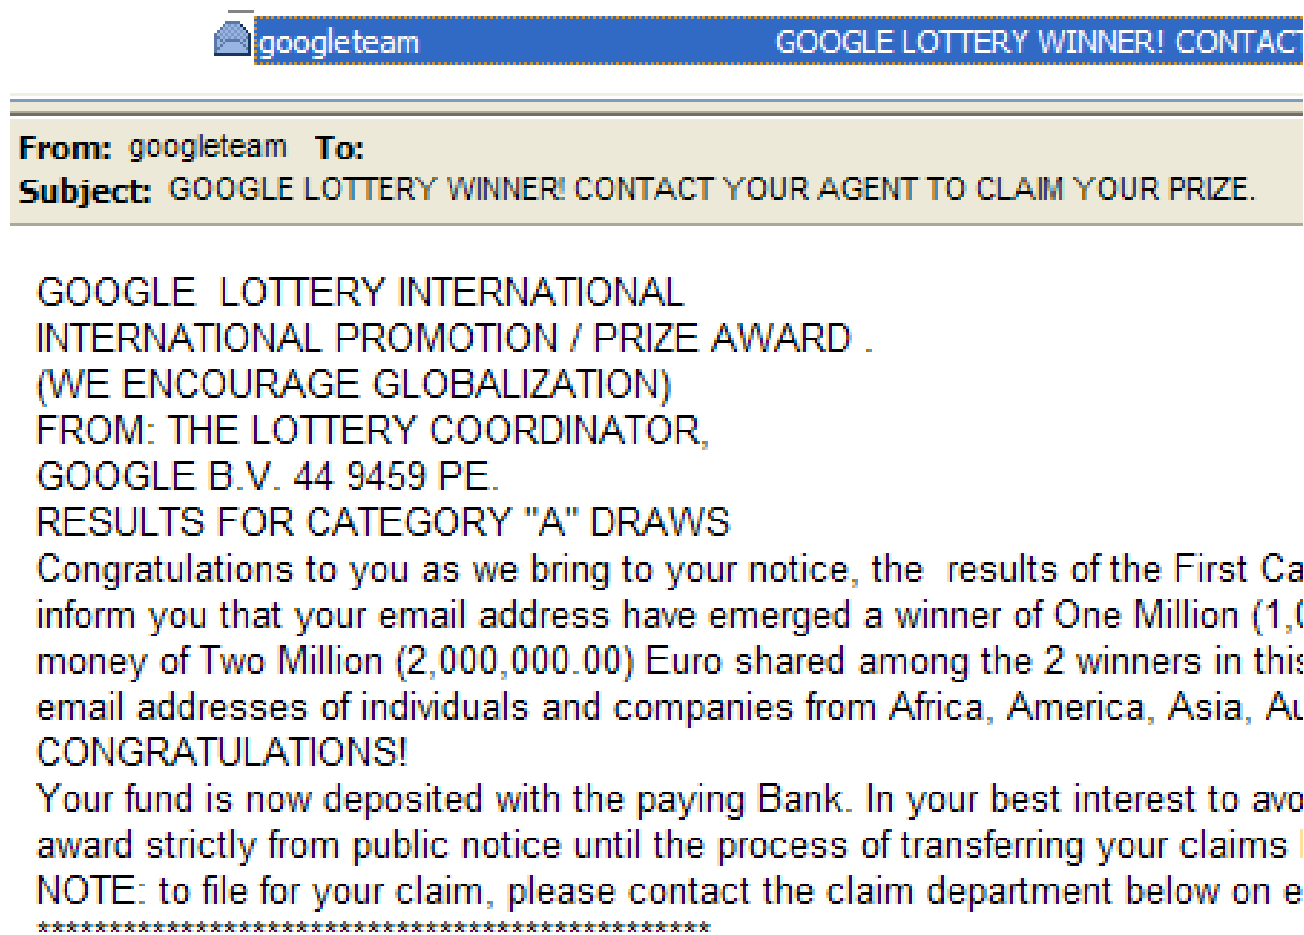 googleteam GOOGLE LOTTERY WINNER! CONTACT
From: googleteam To:
Subject: GOOGLE LOTTERY WINNER! CONTACT YOUR AGENT TO CLAIM YOUR PRIZE.
GOOGLE LOTTERY INTERNATIONAL
INTERNATIONAL PROMOTION / PRIZE AWARD .
(WE ENCOURAGE GLOBALIZATION)
FROM: THE LOTTERY COORDINATOR,
GOOGLE B.V. 44 9459 PE.
RESULTS FOR CATEGORY "A" DRAWS
Congratulations to you as we bring to your notice, the results of the First Ca
inform you that your email address have emerged a winner of One Million (1,0
money of Two Million (2,000,000.00) Euro shared among the 2 winners in this
email addresses of individuals and companies from Africa, America, Asia, Au
CONGRATULATIONS!
Your fund is now deposited with the paying Bank. In your best interest to avo
award strictly from public notice until the process of transferring your claims
NOTE: to file for your claim, please contact the claim department below on e
***********************************************